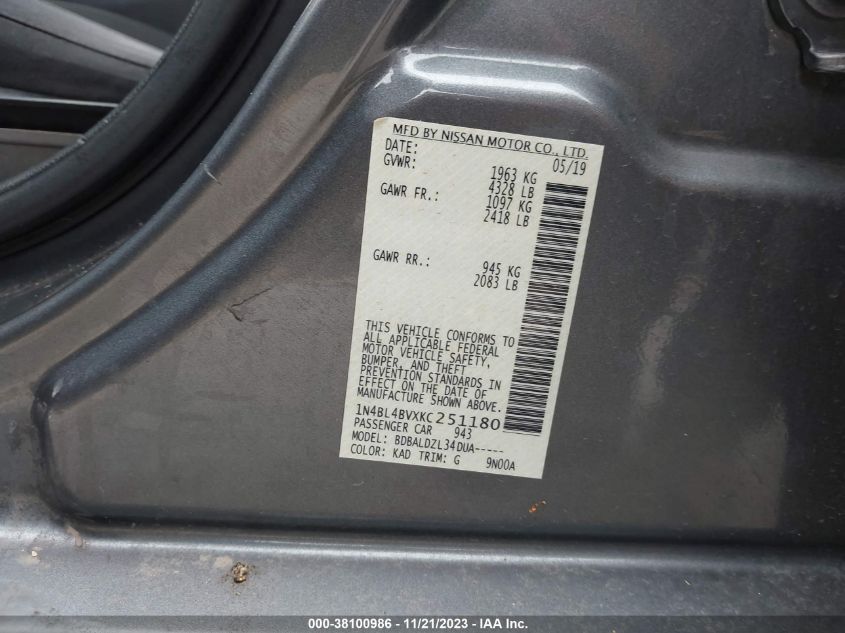 MFD BY NISSAN MOTOR CO., LTD.
DATE: 05/19
GVWR: 1963 KG
4328 LB
GAWR FR.: 1097 KG
2418 LB
GAWR RR.: 945 KG
2083 LB
THIS VEHICLE CONFORMS TO
ALL APPLICABLE FEDERAL
MOTOR VEHICLE SAFETY,
BUMPER, AND THEFT
PREVENTION STANDARDS IN
EFFECT ON THE DATE OF
MANUFACTURE SHOWN ABOVE.
1N4BL4BVXKC251180
PASSENGER CAR 943
MODEL: BDBALDZL34DUA-----
COLOR: KAD TRIM: G 9N00A
000-38100986 - 11/21/2023 - IAA Inc.